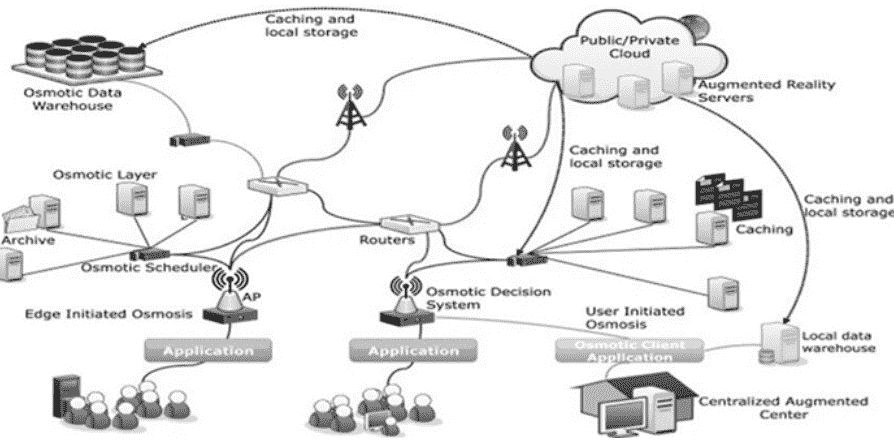 Caching and
local storage
Public/Private
Cloud
Augmented Reality
Servers
Osmotic Data
Warehouse
Caching and
local storage
Osmotic Layer
Caching and
local storage
Archive
Caching
Routers
Osmotic Scheduler
AP
Osmotic Decision
System
Edge Initiated Osmosis
User Initiated
Osmosis
Application
Application
Osmotic Client
Application
Local data
warehouse
Centralized Augmented
Center